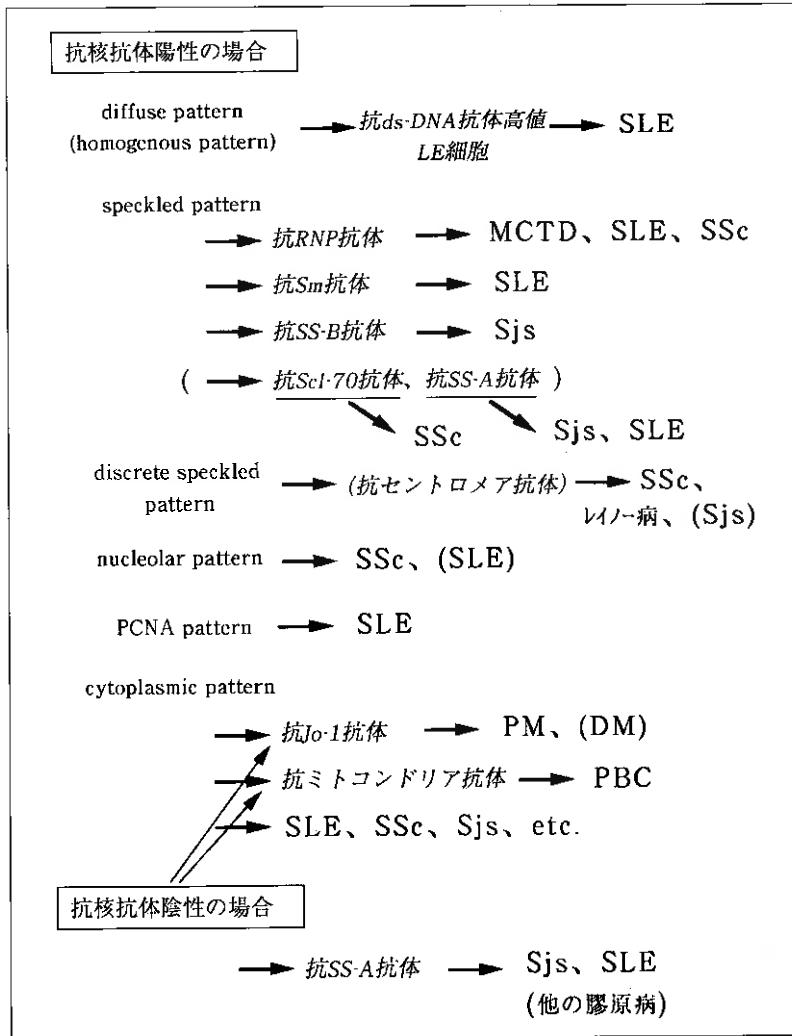 抗核抗体陽性の場合
diffuse pattern
(homogenous pattern) → 抗ds-DNA抗体高値 → SLE
LE細胞
speckled pattern
→ 抗RNP抗体 → MCTD、SLE、SSc
→ 抗Sm抗体 → SLE
→ 抗SS-B抗体 → Sjs
( → 抗Scl-70抗体、抗SS-A抗体 )
SSc Sjs、SLE
discrete speckled
pattern → (抗セントロメア抗体) → SSc、
レイノー病、(Sjs)
nucleolar pattern → SSc、(SLE)
PCNA pattern → SLE
cytoplasmic pattern
→ 抗Jo-1抗体 → PM、(DM)
→ 抗ミトコンドリア抗体 → PBC
→ SLE、SSc、Sjs、etc.
抗核抗体陰性の場合
→ 抗SS-A抗体 → Sjs、SLE
(他の膠原病)